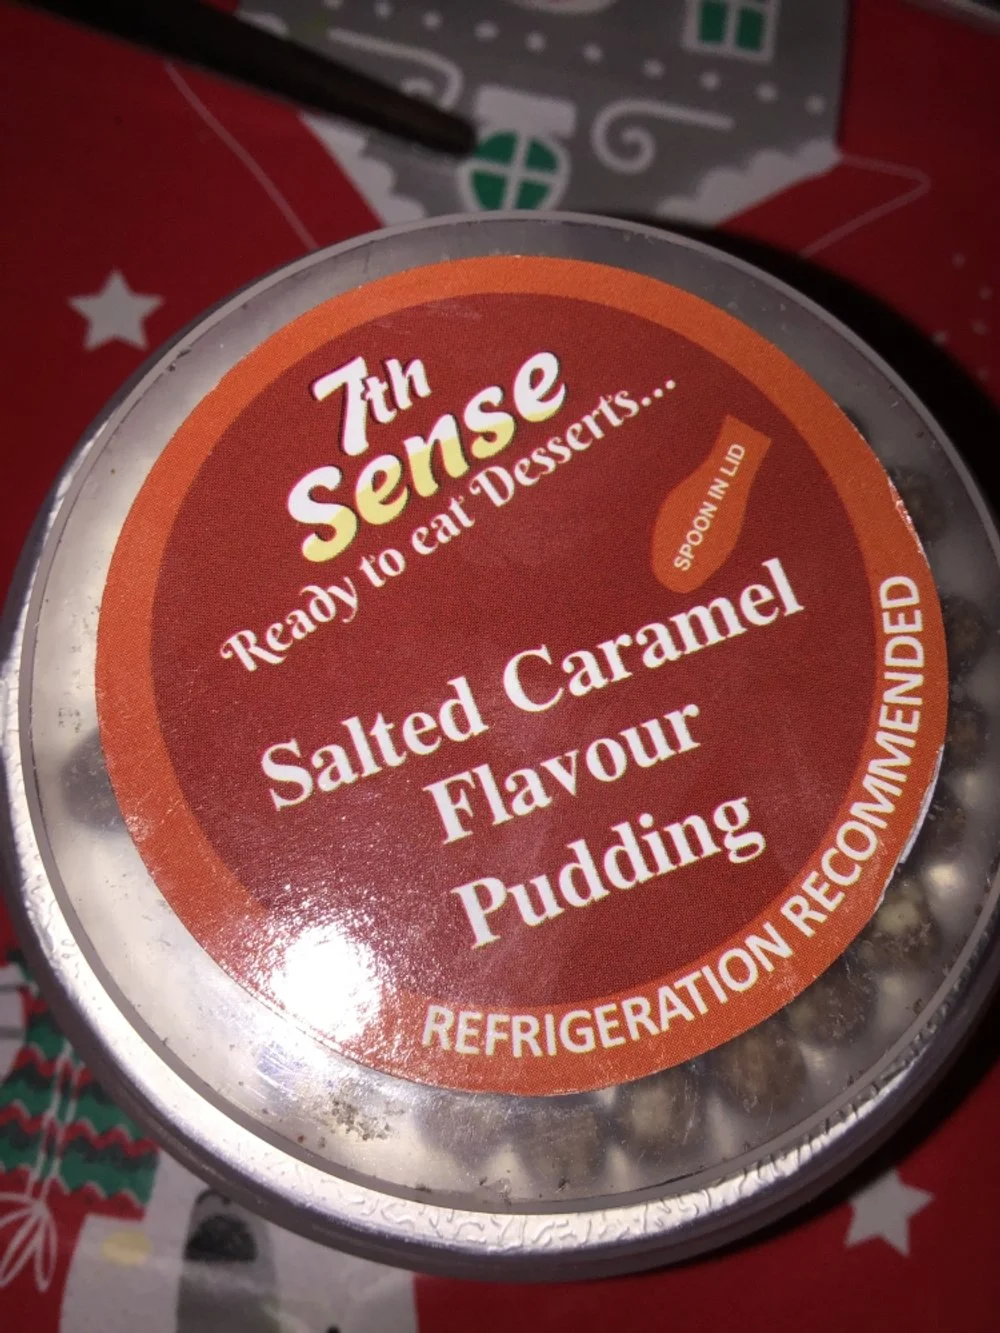 7th
Sense
Ready to eat Desserts...
SPOON IN LID
Salted Caramel
Flavour
Pudding
REFRIGERATION RECOMMENDED